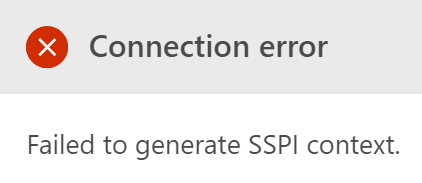 Connection error
Failed to generate SSPI context.